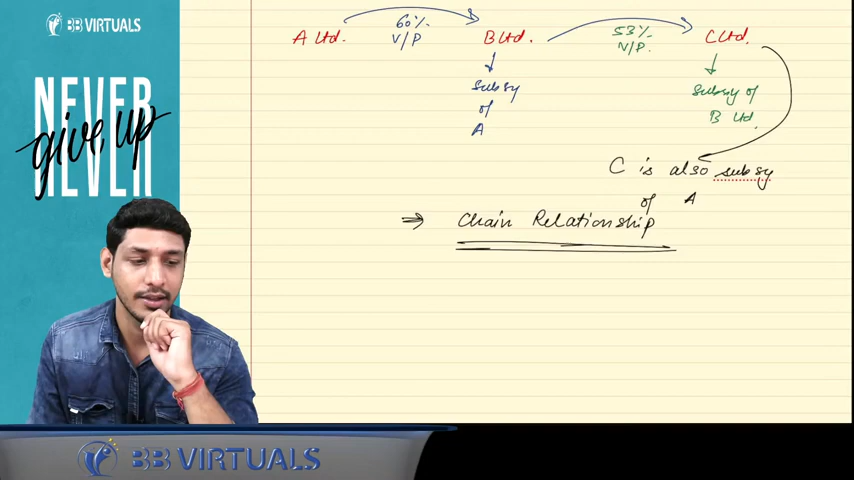 BB VIRTUALS
NEVER
give up
NEVER
A Ltd.
60%
V/P
B Ltd.
53%
V/P.
C Ltd.
Subsy
of
A
Subsy of
B Ltd.
C is also subsy
of A
⇒ Chain Relationship
BB VIRTUALS